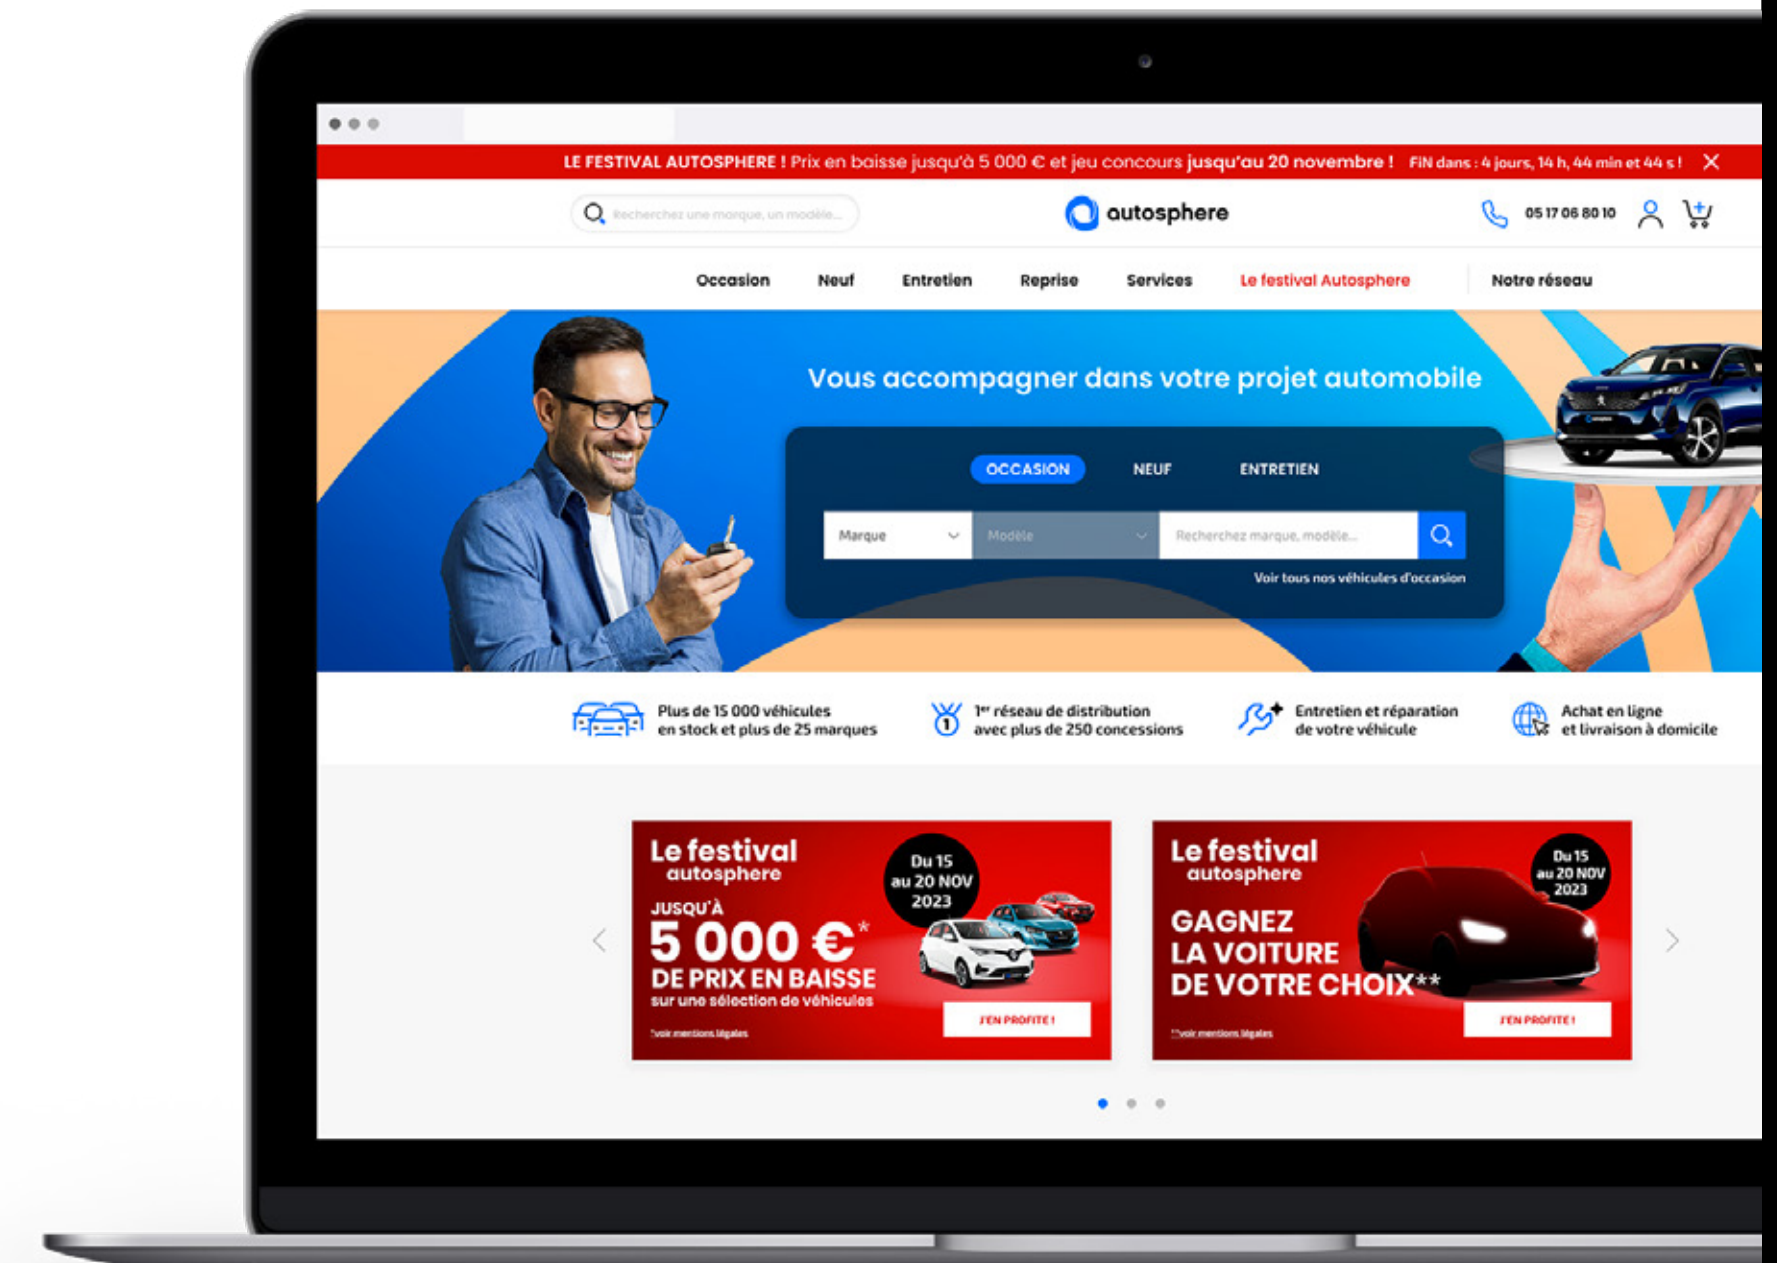 LE FESTIVAL AUTOSPHERE ! Prix en baisse jusqu'à 5 000 € et jeu concours jusqu'au 20 novembre ! FiN dans : 4 jours, 14 h, 44 min et 44 s !
Recherchez une marque, un modèle...
autosphere
05 17 06 80 10
Occasion Neuf Entretien Reprise Services Le festival Autosphere Notre réseau
Vous accompagner dans votre projet automobile
OCCASION NEUF ENTRETIEN
Marque Modèle Recherchez marque, modèle...
Voir tous nos véhicules d'occasion
Plus de 15 000 véhicules
en stock et plus de 25 marques
1er réseau de distribution
avec plus de 250 concessions
Entretien et réparation
de votre véhicule
Achat en ligne
et livraison à domicile
Le festival
autosphere
Du 15
au 20 NOV
2023
JUSQU'À
5 000 €*
DE PRIX EN BAISSE
sur une sélection de véhicules
*voir mentions légales
J'EN PROFITE !
Le festival
autosphere
Du 15
au 20 NOV
2023
GAGNEZ
LA VOITURE
DE VOTRE CHOIX**
**voir mentions légales
J'EN PROFITE !